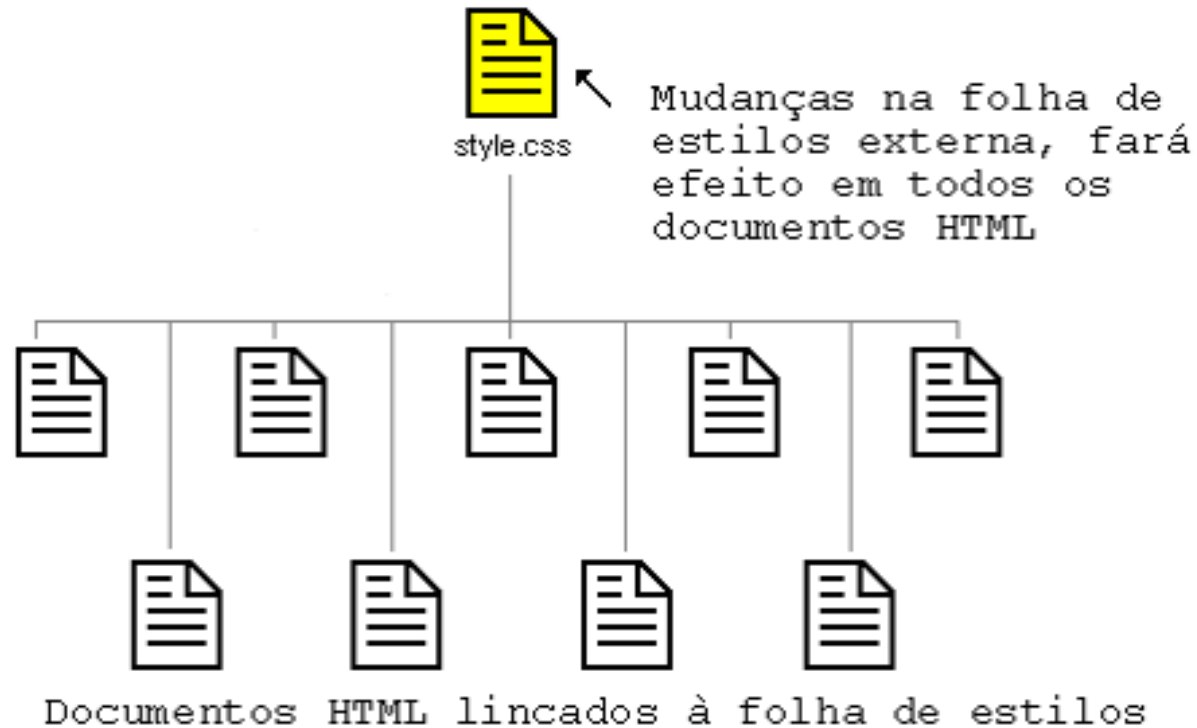 style.css
Mudanças na folha de
estilos externa, fará
efeito em todos os
documentos HTML
Documentos HTML lincados à folha de estilos